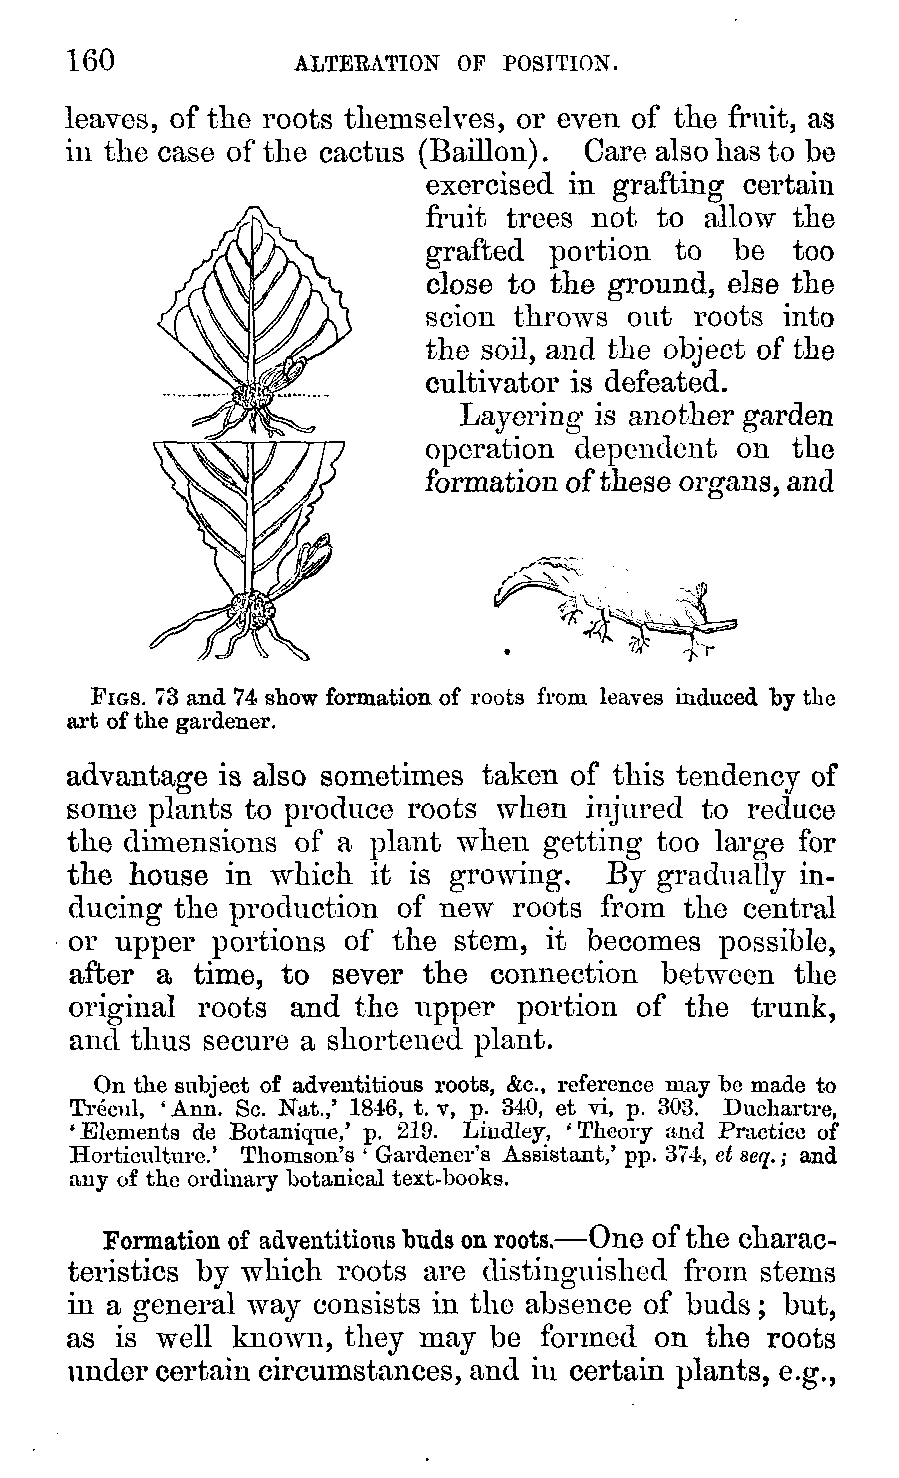 160 ALTERATION OF POSITION.
leaves, of the roots themselves, or even of the fruit, as
in the case of the cactus (Baillon). Care also has to be
exercised in grafting certain
fruit trees not to allow the
grafted portion to be too
close to the ground, else the
scion throws out roots into
the soil, and the object of the
cultivator is defeated.
Layering is another garden
operation dependent on the
formation of these organs, and
FIGS. 73 and 74 show formation of roots from leaves induced by the
art of the gardener.
advantage is also sometimes taken of this tendency of
some plants to produce roots when injured to reduce
the dimensions of a plant when getting too large for
the house in which it is growing. By gradually in-
ducing the production of new roots from the central
or upper portions of the stem, it becomes possible,
after a time, to sever the connection between the
original roots and the upper portion of the trunk,
and thus secure a shortened plant.
On the subject of adventitious roots, &c., reference may be made to
Trécul, ‘Ann. Sc. Nat.,’ 1846, t. v, p. 340, et vi, p. 303. Duchartre,
‘Elements de Botanique,’ p. 219. Lindley, ‘Theory and Practice of
Horticulture.’ Thomson's ‘Gardener's Assistant,’ pp. 374, et seq.; and
any of the ordinary botanical text-books.
Formation of adventitious buds on roots.—One of the charac-
teristics by which roots are distinguished from stems
in a general way consists in the absence of buds; but,
as is well known, they may be formed on the roots
under certain circumstances, and in certain plants, e.g.,